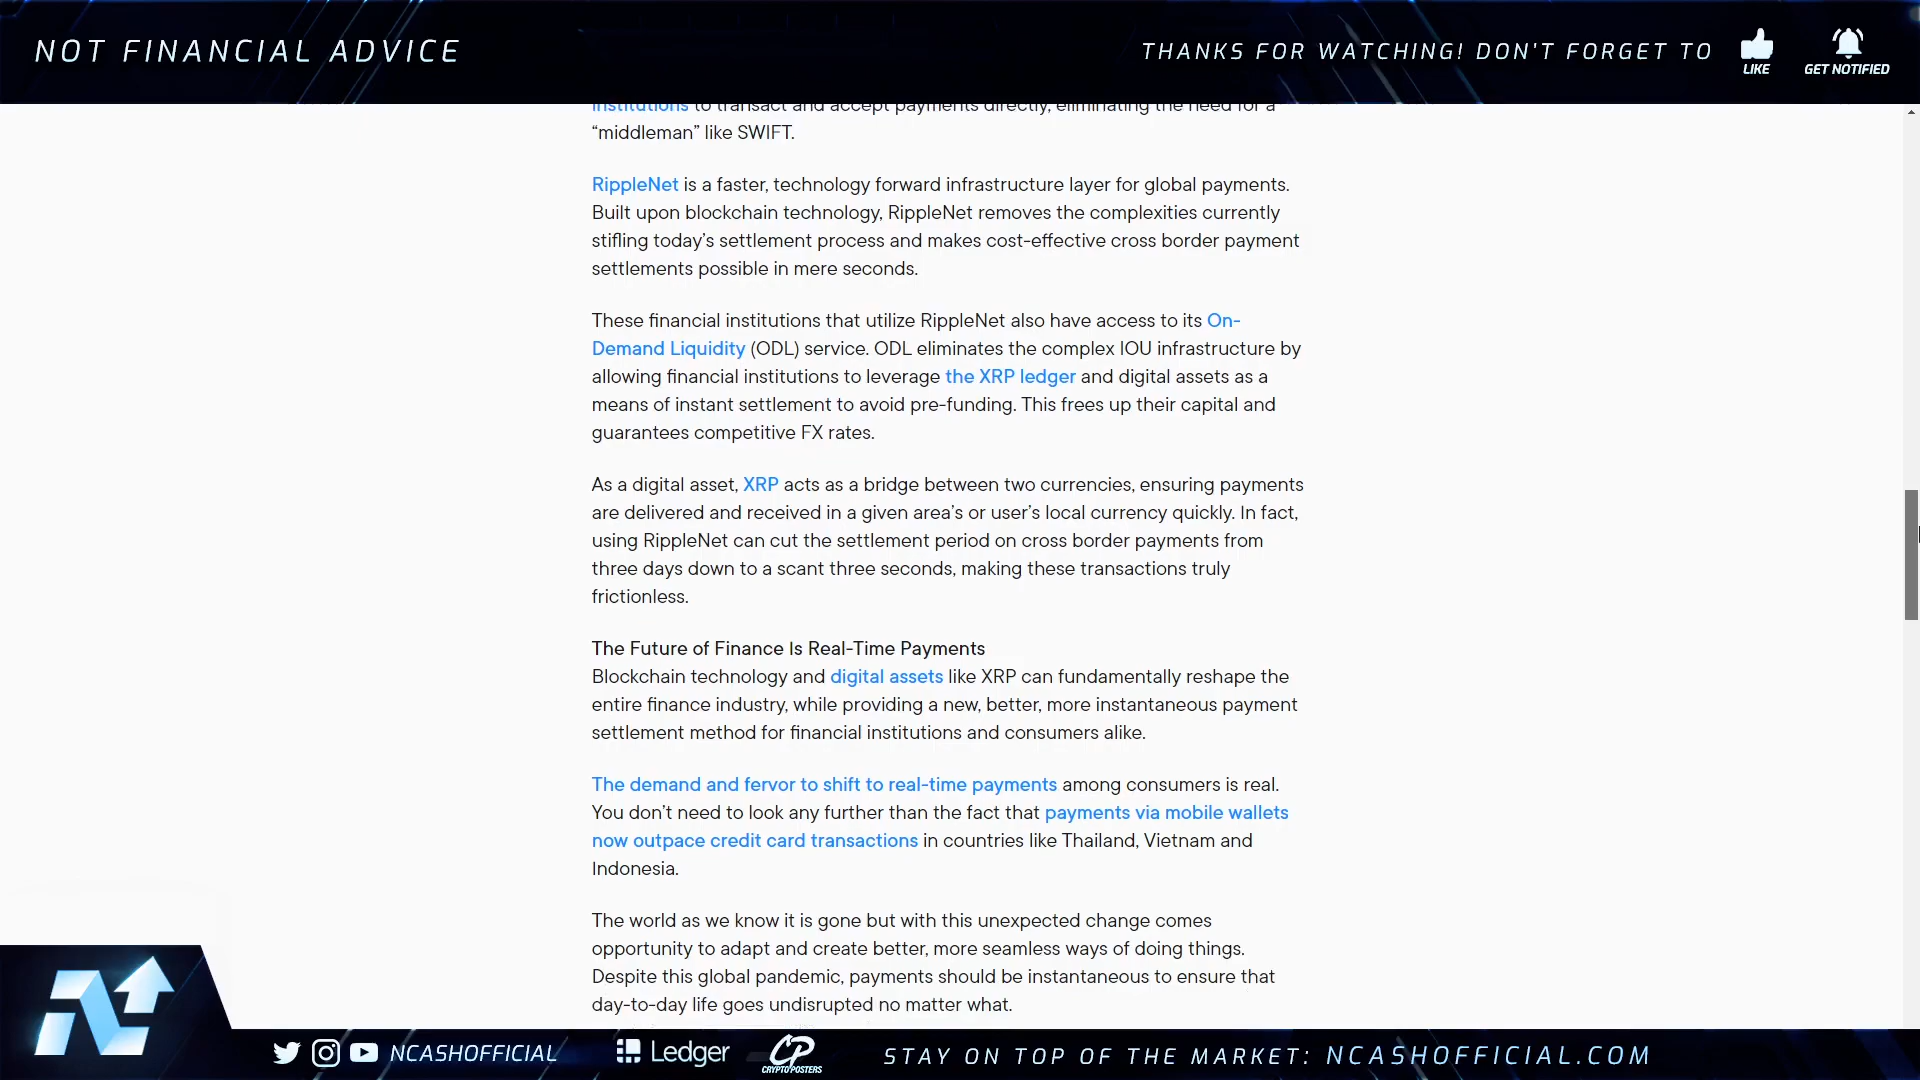 NOT FINANCIAL ADVICE
THANKS FOR WATCHING! DON'T FORGET TO
LIKE
GET NOTIFIED
institutions to transact and accept payments directly, eliminating the need for a
“middleman” like SWIFT.
RippleNet is a faster, technology forward infrastructure layer for global payments.
Built upon blockchain technology, RippleNet removes the complexities currently
stifling today’s settlement process and makes cost-effective cross border payment
settlements possible in mere seconds.
These financial institutions that utilize RippleNet also have access to its On-
Demand Liquidity (ODL) service. ODL eliminates the complex IOU infrastructure by
allowing financial institutions to leverage the XRP ledger and digital assets as a
means of instant settlement to avoid pre-funding. This frees up their capital and
guarantees competitive FX rates.
As a digital asset, XRP acts as a bridge between two currencies, ensuring payments
are delivered and received in a given area’s or user’s local currency quickly. In fact,
using RippleNet can cut the settlement period on cross border payments from
three days down to a scant three seconds, making these transactions truly
frictionless.
The Future of Finance Is Real-Time Payments
Blockchain technology and digital assets like XRP can fundamentally reshape the
entire finance industry, while providing a new, better, more instantaneous payment
settlement method for financial institutions and consumers alike.
The demand and fervor to shift to real-time payments among consumers is real.
You don’t need to look any further than the fact that payments via mobile wallets
now outpace credit card transactions in countries like Thailand, Vietnam and
Indonesia.
The world as we know it is gone but with this unexpected change comes
opportunity to adapt and create better, more seamless ways of doing things.
Despite this global pandemic, payments should be instantaneous to ensure that
day-to-day life goes undisrupted no matter what.
NCASHOFFICIAL
Ledger
CP
CRYPTOPOSTERS
STAY ON TOP OF THE MARKET: NCASHOFFICIAL.COM